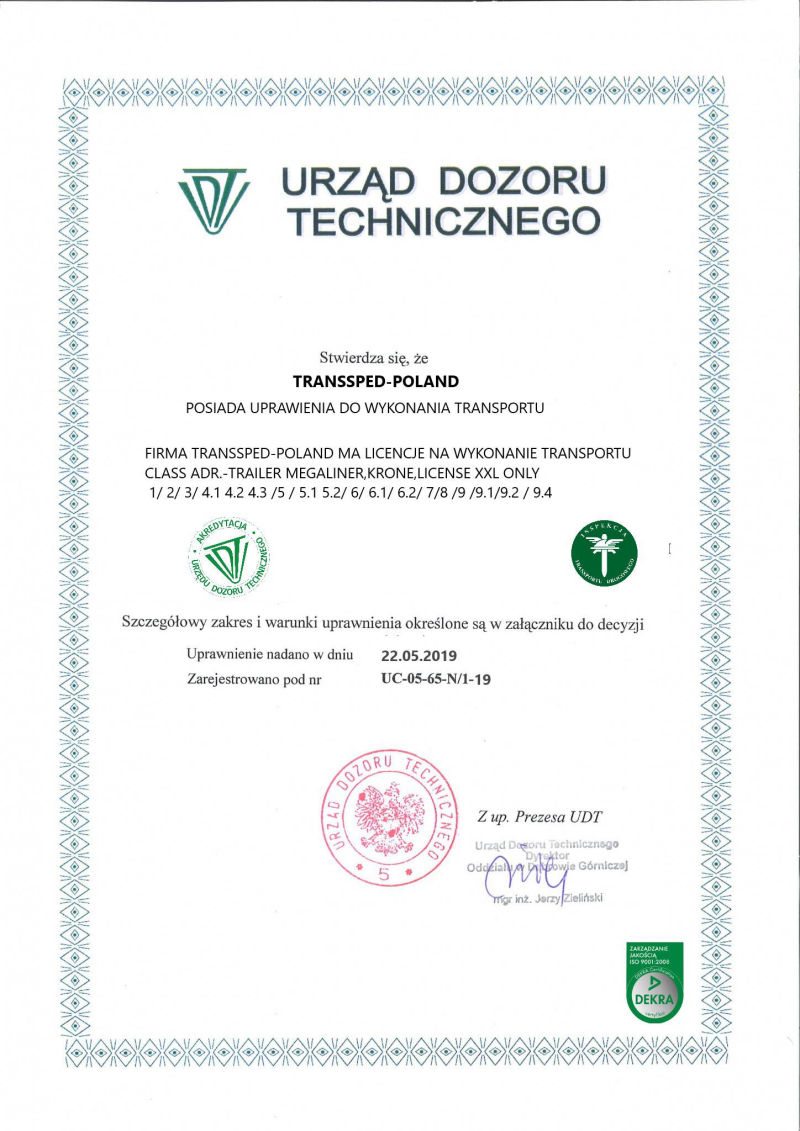 URZĄD DOZORU
TECHNICZNEGO
Stwierdza się, że
TRANSSPED-POLAND
POSIADA UPRAWIENIA DO WYKONANIA TRANSPORTU
FIRMA TRANSSPED-POLAND MA LICENCJE NA WYKONANIE TRANSPORTU
CLASS ADR.-TRAILER MEGALINER,KRONE,LICENSE XXL ONLY
1/ 2/ 3/ 4.1 4.2 4.3 /5 / 5.1 5.2/ 6/ 6.1/ 6.2/ 7/8 /9 /9.1/9.2 / 9.4
AKREDYTACJA
URZĘDU DOZORU TECHNICZNEGO
INSPEKCJA
TRANSPORTU DROGOWEGO
Szczegółowy zakres i warunki uprawnienia określone są w załączniku do decyzji
Uprawnienie nadano w dniu 22.05.2019
Zarejestrowano pod nr UC-05-65-N/1-19
URZĄD DOZORU TECHNICZNEGO
* 5 *
Z up. Prezesa UDT
Urząd Dozoru Technicznego
Dyrektor
Oddziału w Dąbrowie Górniczej
mgr inż. Jerzy Zieliński
ZARZĄDZANIE
JAKOŚCIĄ
ISO 9001:2008
DEKRA Certification
DEKRA
certyfikat